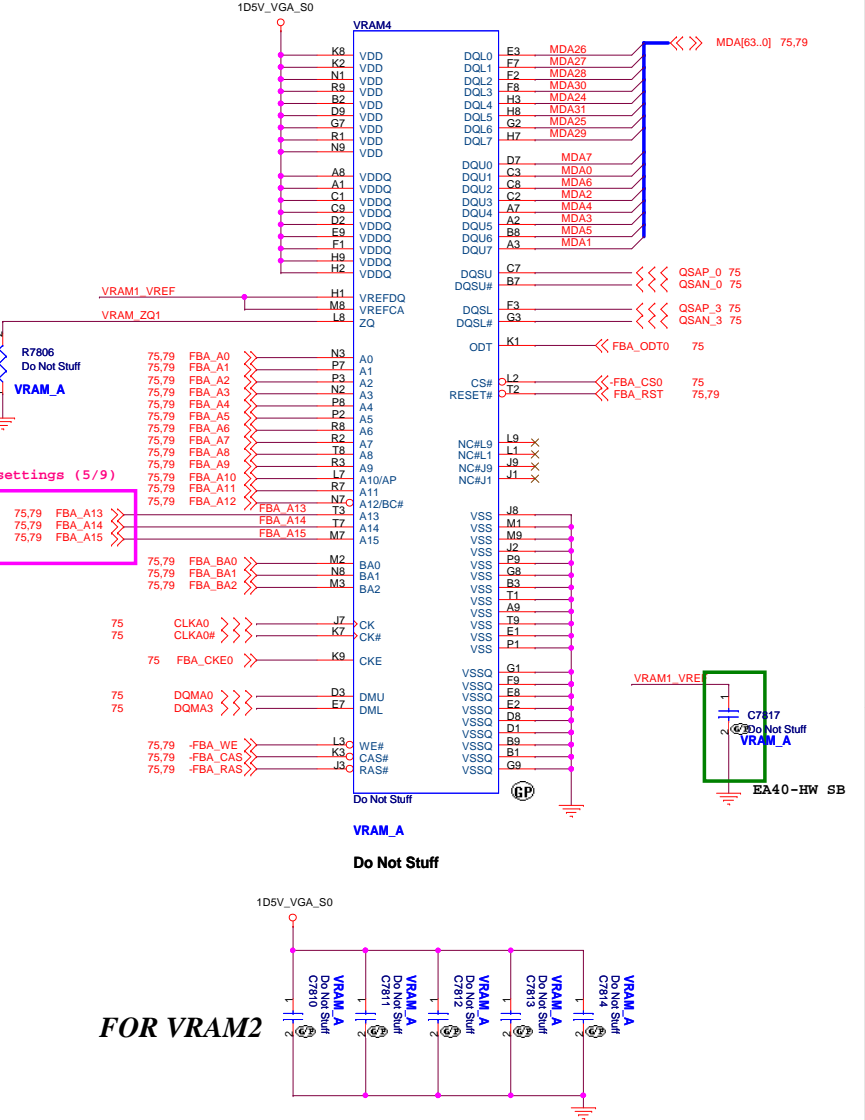 1D5V_VGA_S0
VRAM4
K8 VDD
K2 VDD
N1 VDD
R9 VDD
B2 VDD
D9 VDD
G7 VDD
R1 VDD
N9 VDD
A8 VDDQ
A1 VDDQ
C1 VDDQ
C9 VDDQ
D2 VDDQ
E9 VDDQ
F1 VDDQ
H9 VDDQ
H2 VDDQ
VRAM1_VREF H1 VREFDQ
M8 VREFCA
VRAM_ZQ1 L8 ZQ
R7806
Do Not Stuff
VRAM_A
75,79 FBA_A0 N3 A0
75,79 FBA_A1 P7 A1
75,79 FBA_A2 P3 A2
75,79 FBA_A3 N2 A3
75,79 FBA_A4 P8 A4
75,79 FBA_A5 P2 A5
75,79 FBA_A6 R8 A6
75,79 FBA_A7 R2 A7
75,79 FBA_A8 T8 A8
75,79 FBA_A9 R3 A9
75,79 FBA_A10 L7 A10/AP
75,79 FBA_A11 R7 A11
75,79 FBA_A12 N7 A12/BC#
settings (5/9)
75,79 FBA_A13 FBA_A13 T3 A13
75,79 FBA_A14 FBA_A14 T7 A14
75,79 FBA_A15 FBA_A15 M7 A15
75,79 FBA_BA0 M2 BA0
75,79 FBA_BA1 N8 BA1
75,79 FBA_BA2 M3 BA2
75 CLKA0 J7 CK
75 CLKA0# K7 CK#
75 FBA_CKE0 K9 CKE
75 DQMA0 D3 DMU
75 DQMA3 E7 DML
75,79 -FBA_WE L3 WE#
75,79 -FBA_CAS K3 CAS#
75,79 -FBA_RAS J3 RAS#
DQL0 E3 MDA26
DQL1 F7 MDA27
DQL2 F2 MDA28
DQL3 F8 MDA30
DQL4 H3 MDA24
DQL5 H8 MDA31
DQL6 G2 MDA25
DQL7 H7 MDA29
MDA[63..0] 75,79
DQU0 D7 MDA7
DQU1 C3 MDA0
DQU2 C8 MDA6
DQU3 C2 MDA2
DQU4 A7 MDA4
DQU5 A2 MDA3
DQU6 B8 MDA5
DQU7 A3 MDA1
DQSU C7 QSAP_0 75
DQSU# B7 QSAN_0 75
DQSL F3 QSAP_3 75
DQSL# G3 QSAN_3 75
ODT K1 FBA_ODT0 75
CS# L2 -FBA_CS0 75
RESET# T2 FBA_RST 75,79
NC#L9 L9
NC#L1 L1
NC#J9 J9
NC#J1 J1
VSS J8
VSS M1
VSS M9
VSS J2
VSS P9
VSS G8
VSS B3
VSS T1
VSS A9
VSS T9
VSS E1
VSS P1
VSSQ G1
VSSQ F9
VSSQ E8
VSSQ E2
VSSQ D8
VSSQ D1
VSSQ B9
VSSQ B1
VSSQ G9
GP
Do Not Stuff
VRAM_A
Do Not Stuff
VRAM1_VREF
1
2
C7817
Do Not Stuff
VRAM_A
EA40-HW SB
1D5V_VGA_S0
FOR VRAM2
1
2
C7810
Do Not Stuff
VRAM_A
1
2
C7811
Do Not Stuff
VRAM_A
1
2
C7812
Do Not Stuff
VRAM_A
1
2
C7813
Do Not Stuff
VRAM_A
1
2
C7814
Do Not Stuff
VRAM_A